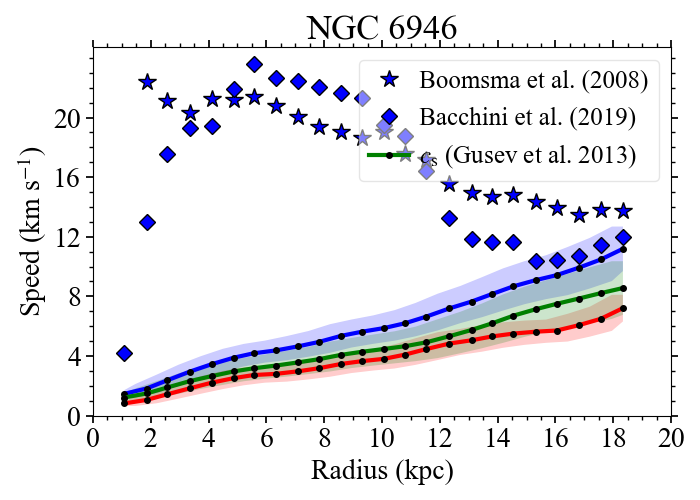 NGC 6946
Boomsma et al. (2008)
Bacchini et al. (2019)
cs (Gusev et al. 2013)
Speed (km s−1)
20
16
12
8
4
0
0 2 4 6 8 10 12 14 16 18 20
Radius (kpc)